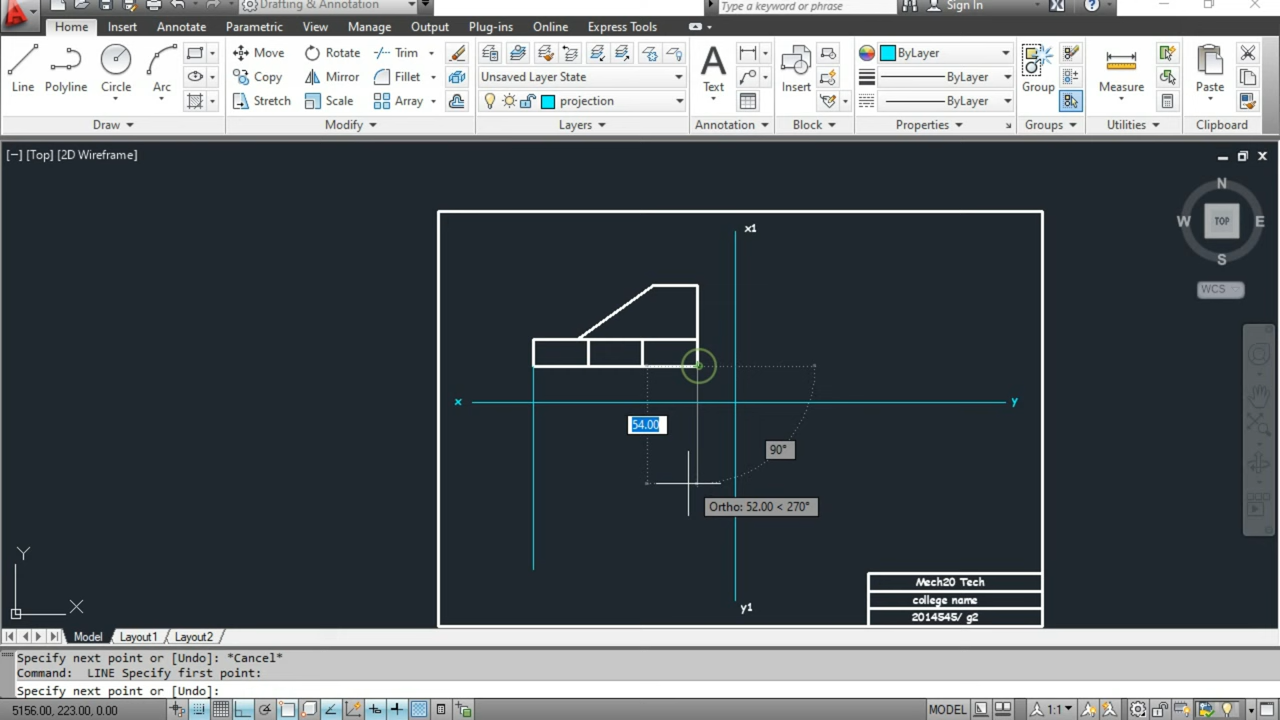 Drafting & Annotation
Type a keyword or phrase
Sign In
Home Insert Annotate Parametric View Manage Output Plug-ins Online Express Tools
Line Polyline Circle Arc
Move Rotate Trim
Copy Mirror Fillet
Stretch Scale Array
Unsaved Layer State
projection
Text Insert
ByLayer
ByLayer
ByLayer
Group Measure Paste
Draw Modify Layers Annotation Block Properties Groups Utilities Clipboard
[−] [Top] [2D Wireframe]
N
W TOP E
S
WCS
x1
x y
54.00
90°
Ortho: 52.00 < 270°
y1
Mech20 Tech
college name
2014545/ g2
Y
X
Model Layout1 Layout2
Specify next point or [Undo]: *Cancel*
Command: LINE Specify first point:
Specify next point or [Undo]:
5156.00, 223.00, 0.00 MODEL 1:1